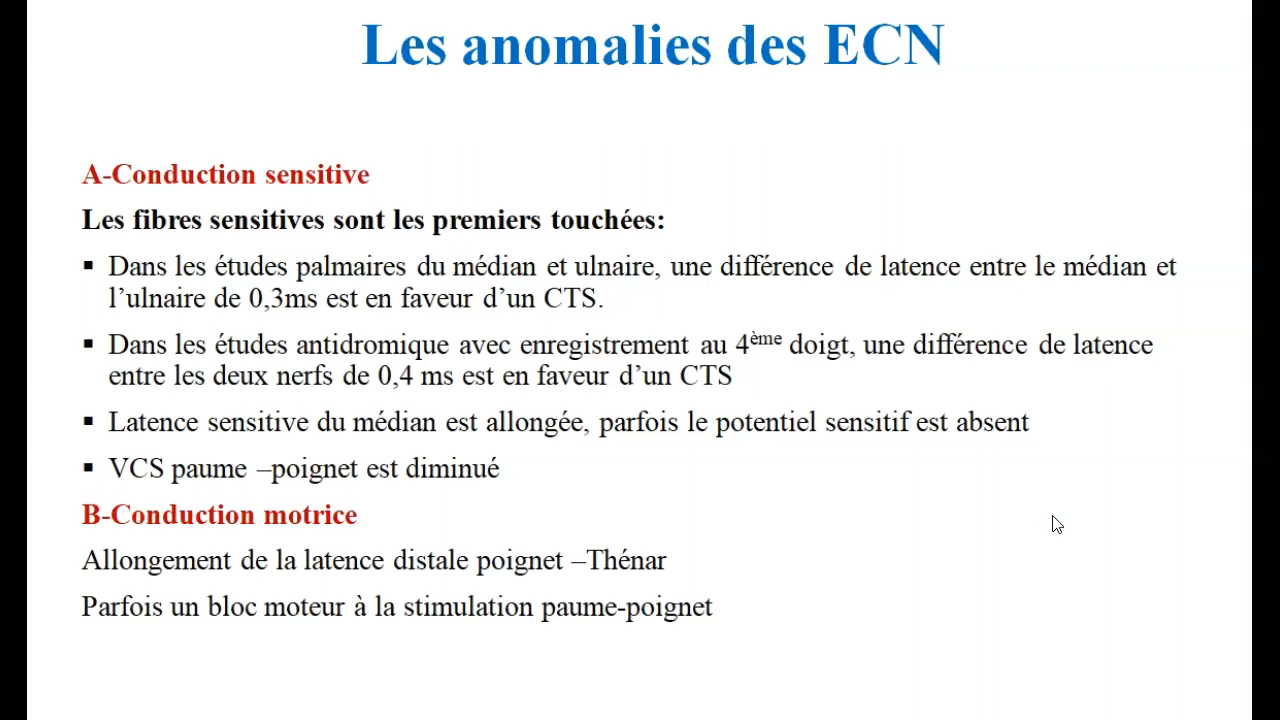 Les anomalies des ECN
A-Conduction sensitive
Les fibres sensitives sont les premiers touchées:
▪ Dans les études palmaires du médian et ulnaire, une différence de latence entre le médian et
l’ulnaire de 0,3ms est en faveur d’un CTS.
▪ Dans les études antidromique avec enregistrement au 4ème doigt, une différence de latence
entre les deux nerfs de 0,4 ms est en faveur d’un CTS
▪ Latence sensitive du médian est allongée, parfois le potentiel sensitif est absent
▪ VCS paume –poignet est diminué
B-Conduction motrice
Allongement de la latence distale poignet –Thénar
Parfois un bloc moteur à la stimulation paume-poignet